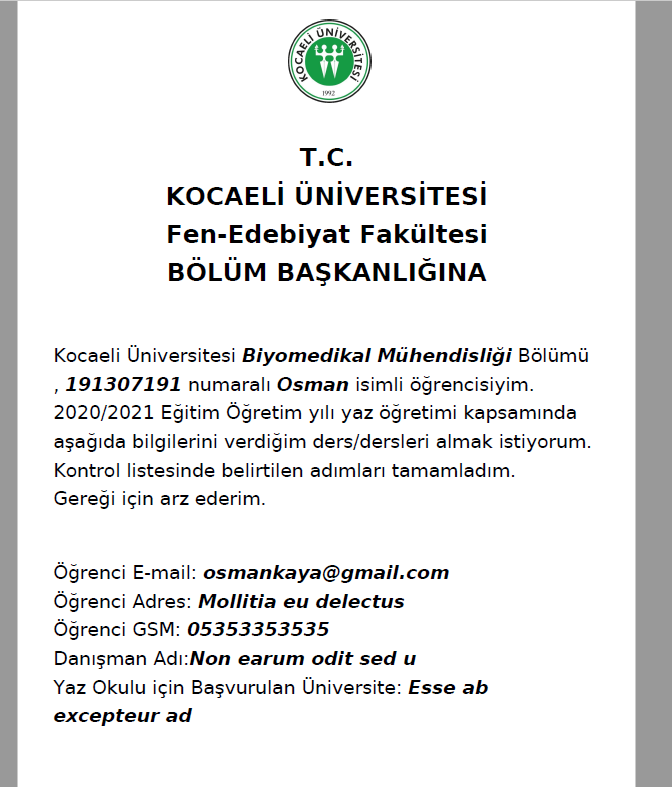 KOCAELİ ÜNİVERSİTESİ
1992
T.C.
KOCAELİ ÜNİVERSİTESİ
Fen-Edebiyat Fakültesi
BÖLÜM BAŞKANLIĞINA
Kocaeli Üniversitesi Biyomedikal Mühendisliği Bölümü
, 191307191 numaralı Osman isimli öğrencisiyim.
2020/2021 Eğitim Öğretim yılı yaz öğretimi kapsamında
aşağıda bilgilerini verdiğim ders/dersleri almak istiyorum.
Kontrol listesinde belirtilen adımları tamamladım.
Gereği için arz ederim.
Öğrenci E-mail: osmankaya@gmail.com
Öğrenci Adres: Mollitia eu delectus
Öğrenci GSM: 05353353535
Danışman Adı:Non earum odit sed u
Yaz Okulu için Başvurulan Üniversite: Esse ab
excepteur ad